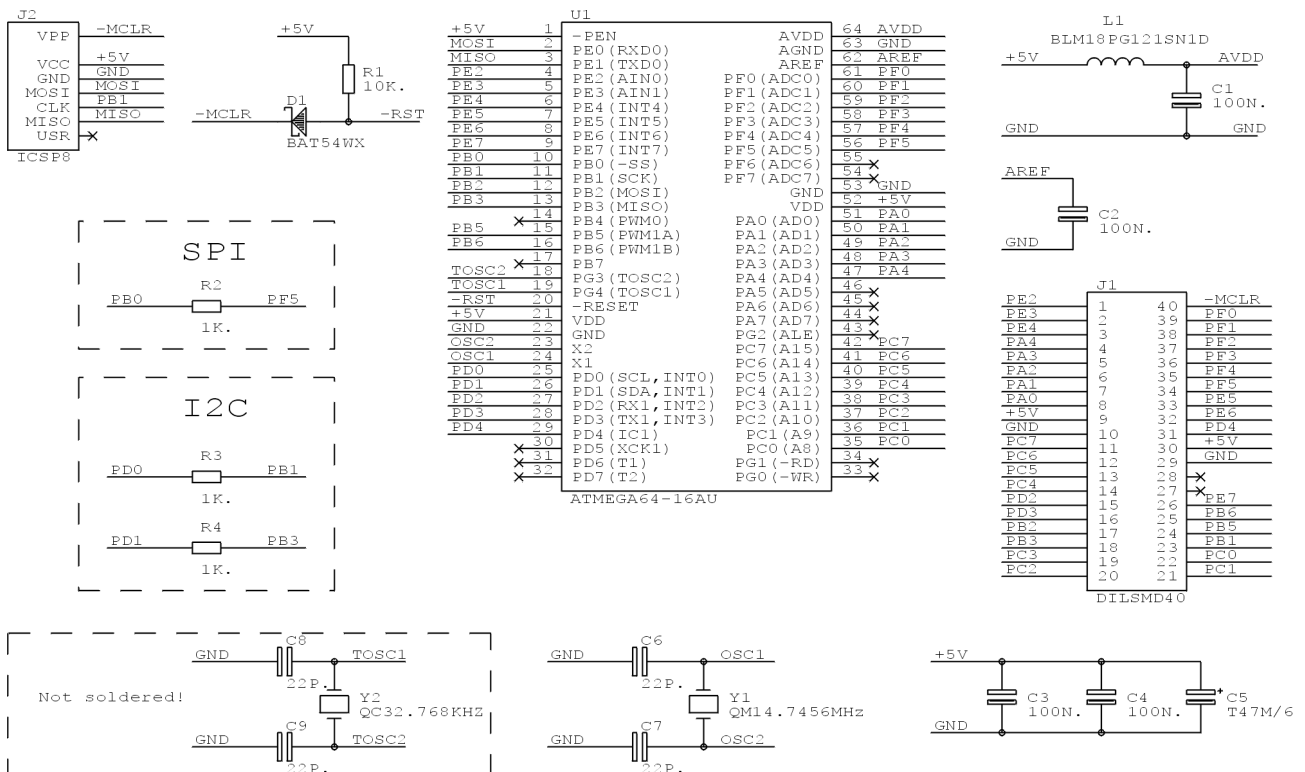 J2
VPP -MCLR
VCC +5V
GND GND
MOSI MOSI
CLK PB1
MISO MISO
USR
ICSP8
+5V
R1
10K.
D1
-MCLR -RST
BAT54WX
U1
+5V 1 -PEN AVDD 64 AVDD
MOSI 2 PE0(RXD0) AGND 63 GND
MISO 3 PE1(TXD0) AREF 62 AREF
PE2 4 PE2(AIN0) PF0(ADC0) 61 PF0
PE3 5 PE3(AIN1) PF1(ADC1) 60 PF1
PE4 6 PE4(INT4) PF2(ADC2) 59 PF2
PE5 7 PE5(INT5) PF3(ADC3) 58 PF3
PE6 8 PE6(INT6) PF4(ADC4) 57 PF4
PE7 9 PE7(INT7) PF5(ADC5) 56 PF5
PB0 10 PB0(-SS) PF6(ADC6) 55
PB1 11 PB1(SCK) PF7(ADC7) 54
PB2 12 PB2(MOSI) GND 53 GND
PB3 13 PB3(MISO) VDD 52 +5V
14 PB4(PWM0) PA0(AD0) 51 PA0
PB5 15 PB5(PWM1A) PA1(AD1) 50 PA1
PB6 16 PB6(PWM1B) PA2(AD2) 49 PA2
17 PB7 PA3(AD3) 48 PA3
TOSC2 18 PG3(TOSC2) PA4(AD4) 47 PA4
TOSC1 19 PG4(TOSC1) PA5(AD5) 46
-RST 20 -RESET PA6(AD6) 45
+5V 21 VDD PA7(AD7) 44
GND 22 GND PG2(ALE) 43
OSC2 23 X2 PC7(A15) 42 PC7
OSC1 24 X1 PC6(A14) 41 PC6
PD0 25 PD0(SCL,INT0) PC5(A13) 40 PC5
PD1 26 PD1(SDA,INT1) PC4(A12) 39 PC4
PD2 27 PD2(RX1,INT2) PC3(A11) 38 PC3
PD3 28 PD3(TX1,INT3) PC2(A10) 37 PC2
PD4 29 PD4(IC1) PC1(A9) 36 PC1
30 PD5(XCK1) PC0(A8) 35 PC0
31 PD6(T1) PG1(-RD) 34
32 PD7(T2) PG0(-WR) 33
ATMEGA64-16AU
L1
BLM18PG121SN1D
+5V AVDD
C1
100N.
GND GND
AREF
C2
100N.
GND
SPI
R2
PB0 PF5
1K.
I2C
R3
PD0 PB1
1K.
R4
PD1 PB3
1K.
J1
PE2 1 40 -MCLR
PE3 2 39 PF0
PE4 3 38 PF1
PA4 4 37 PF2
PA3 5 36 PF3
PA2 6 35 PF4
PA1 7 34 PF5
PA0 8 33 PE5
+5V 9 32 PE6
GND 10 31 PD4
PC7 11 30 +5V
PC6 12 29 GND
PC5 13 28
PC4 14 27
PD2 15 26 PE7
PD3 16 25 PB6
PB2 17 24 PB5
PB3 18 23 PB1
PC3 19 22 PC0
PC2 20 21 PC1
DILSMD40
C8
GND TOSC1
22P.
Not soldered!
Y2
QC32.768KHZ
C9
GND TOSC2
22P.
C6
GND OSC1
22P.
Y1
QM14.7456MHz
C7
GND OSC2
22P.
+5V
C3 C4 + C5
100N. 100N. T47M/6
GND